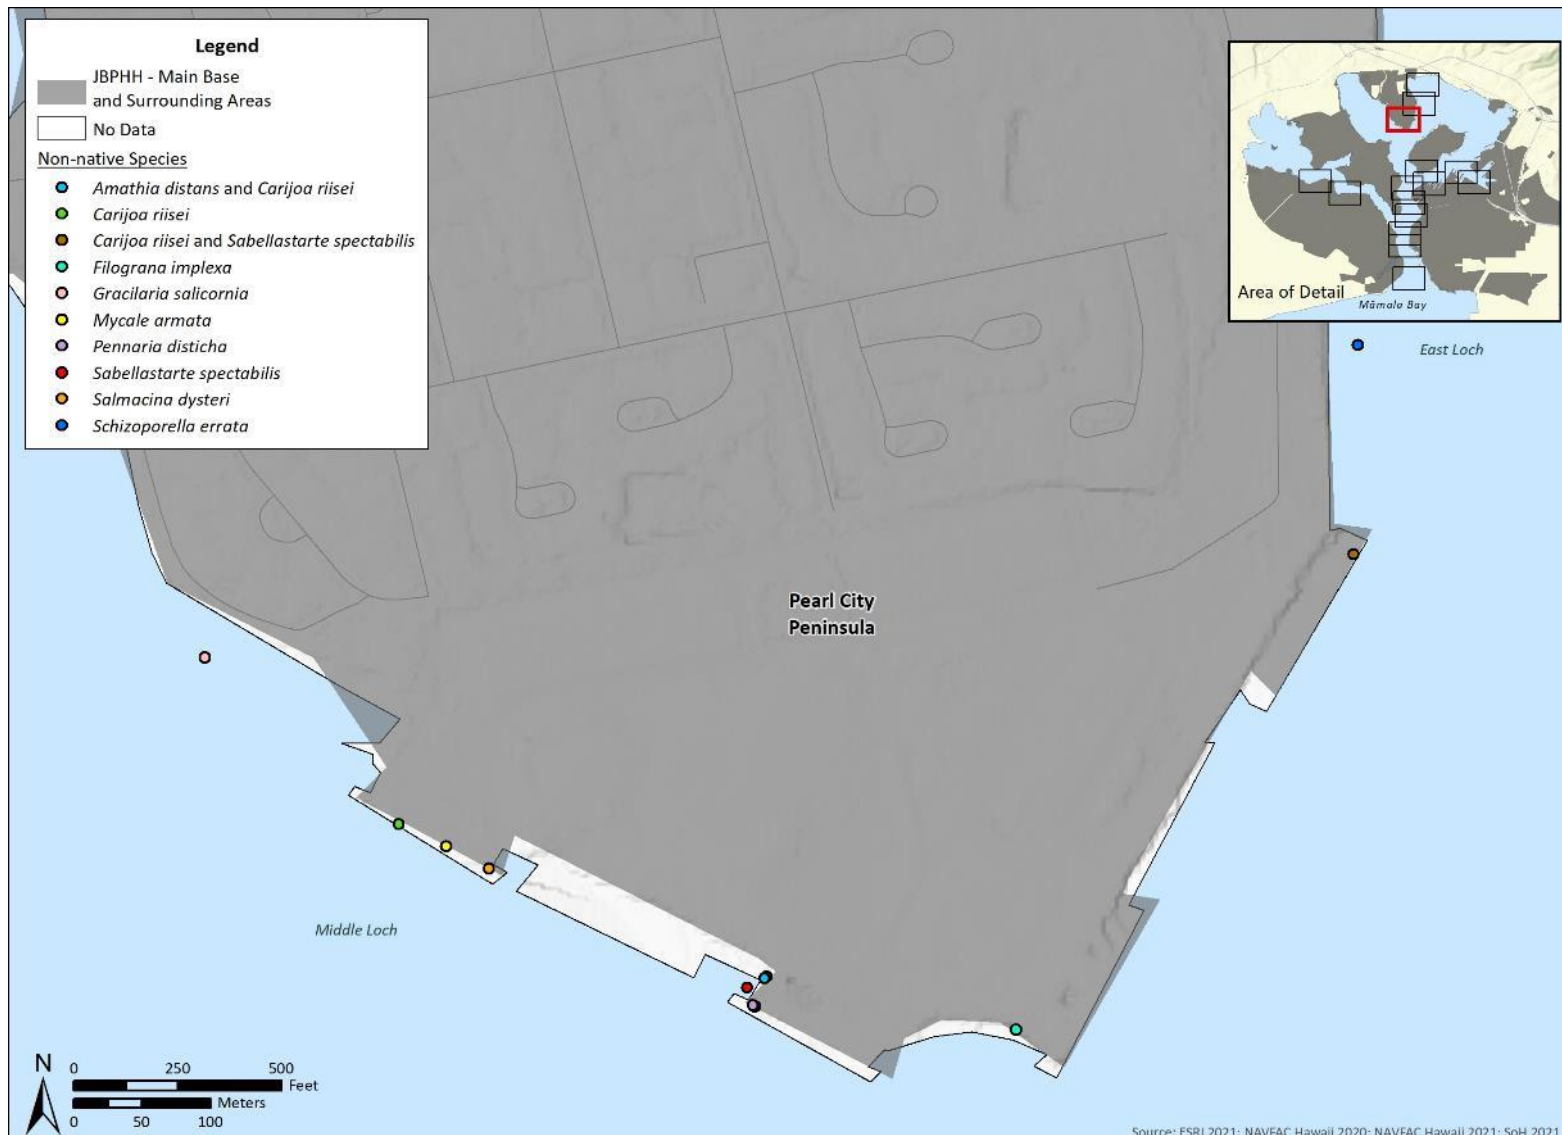 Legend
JBPHH - Main Base
and Surrounding Areas
No Data
Non-native Species
Amathia distans and Carijoa riisei
Carijoa riisei
Carijoa riisei and Sabellastarte spectabilis
Filograna implexa
Gracilaria salicornia
Mycale armata
Pennaria disticha
Sabellastarte spectabilis
Salmacina dysteri
Schizoporella errata
Area of Detail
Māmala Bay
East Loch
Pearl City
Peninsula
Middle Loch
N
0 250 500
Feet
Meters
0 50 100
Source: ESRI 2021; NAVFAC Hawaii 2020; NAVFAC Hawaii 2021; SoH 2021